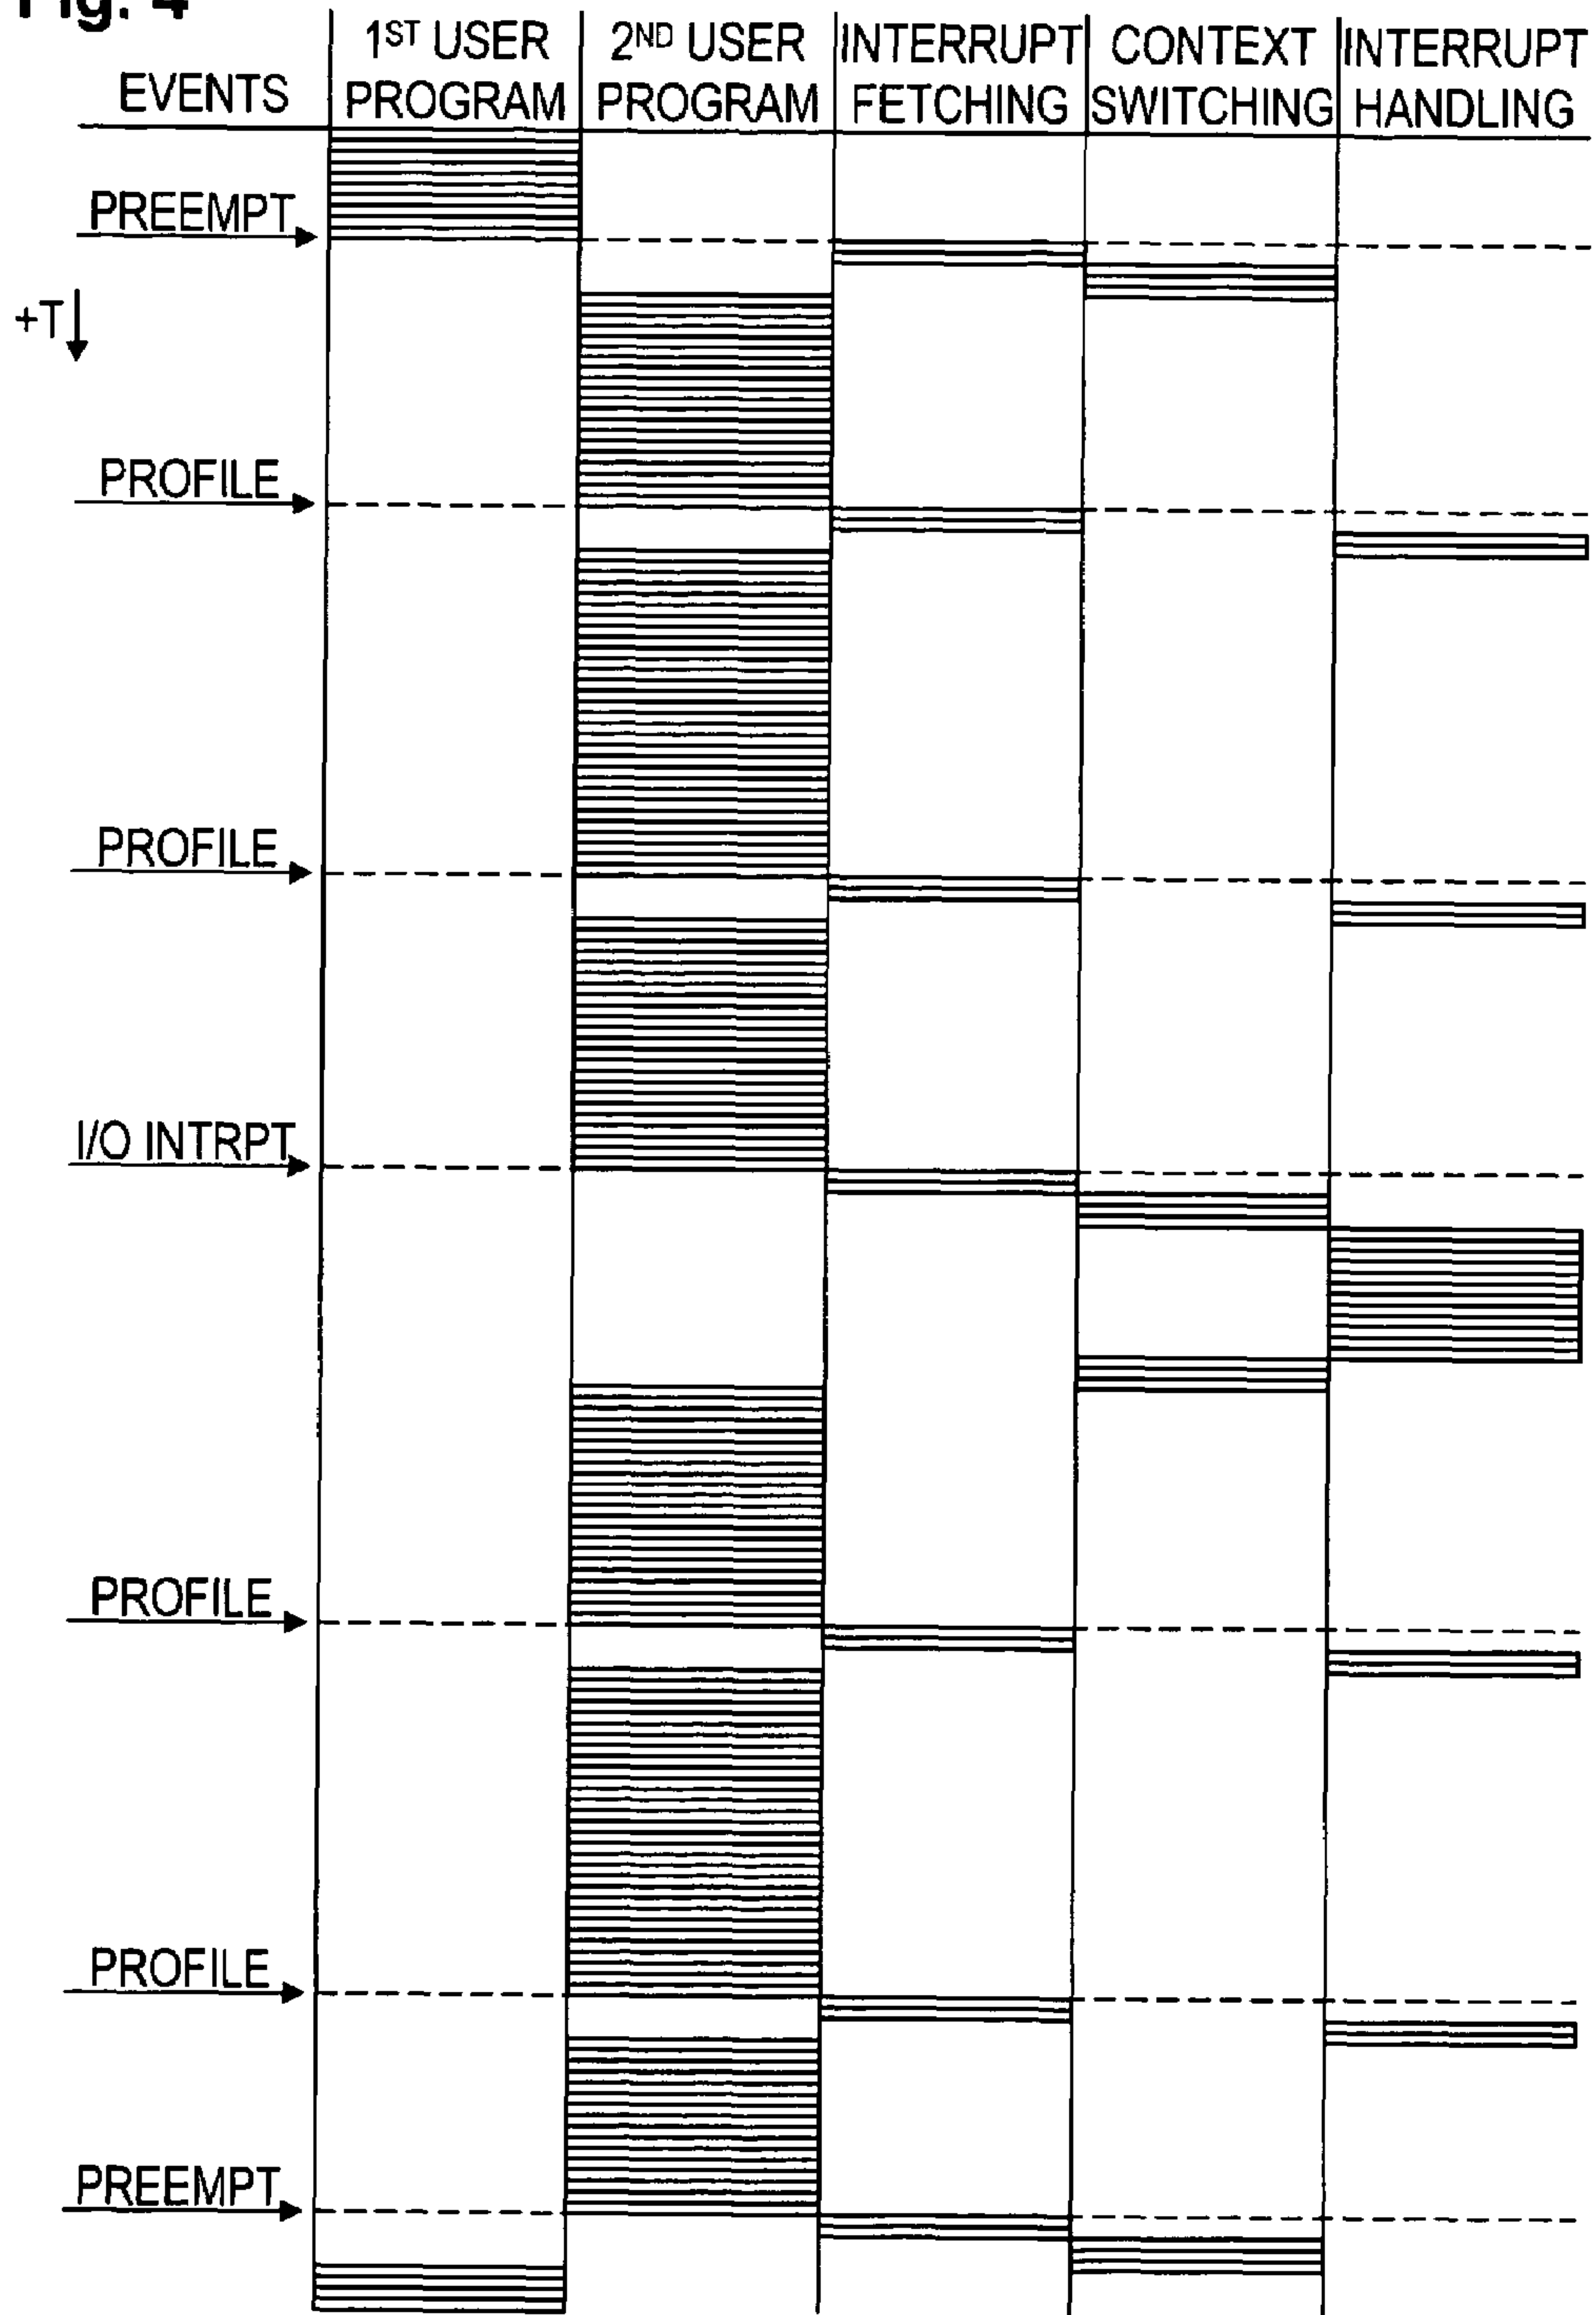 Fig. 4
1ST USER PROGRAM
2ND USER PROGRAM
INTERRUPT FETCHING
CONTEXT SWITCHING
INTERRUPT HANDLING
EVENTS
PREEMPT
+T
PROFILE
PROFILE
I/O INTRPT
PROFILE
PROFILE
PREEMPT